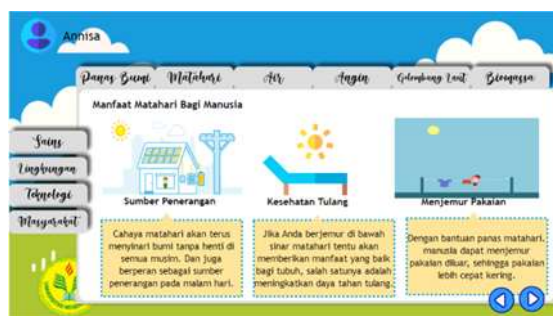 Annisa
Panas Bumi
Matahari
Air
Angin
Gelombang Laut
Biomassa
Manfaat Matahari Bagi Manusia
Sains
Lingkungan
Teknologi
Masyarakat
Sumber Penerangan
Kesehatan Tulang
Menjemur Pakaian
Cahaya matahari akan terus
menyinari bumi tanpa henti di
semua musim. Dan juga
berperan sebagai sumber
penerangan pada malam hari.
Jika Anda berjemur di bawah
sinar matahari tentu akan
memberikan manfaat yang baik
bagi tubuh, salah satunya adalah
meningkatkan daya tahan tulang.
Dengan bantuan panas matahari.
manusia dapat menjemur
pakaian diluar, sehingga pakaian
lebih cepat kering.